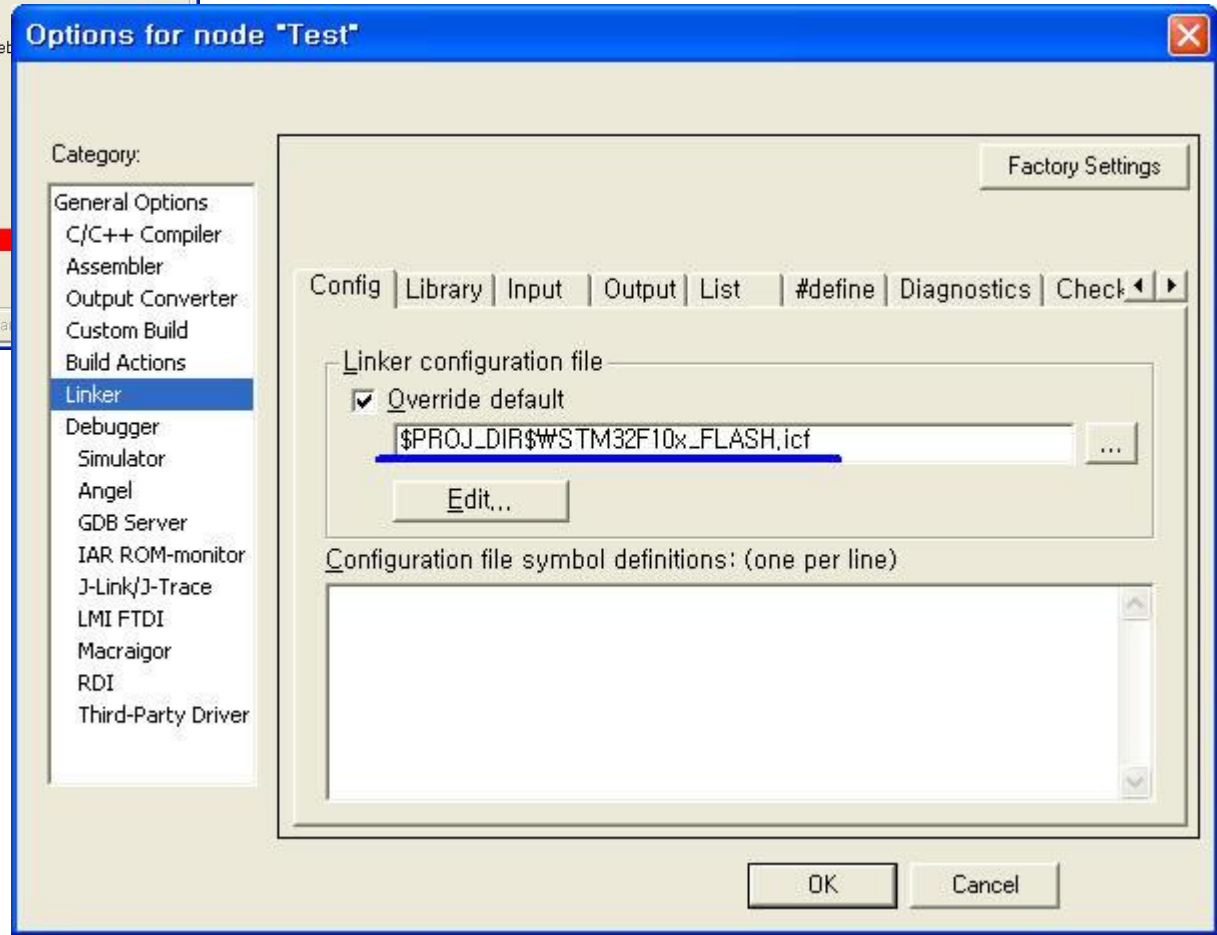 Options for node "Test"
Category:
Factory Settings
General Options
C/C++ Compiler
Assembler
Output Converter
Custom Build
Build Actions
Linker
Debugger
Simulator
Angel
GDB Server
IAR ROM-monitor
J-Link/J-Trace
LMI FTDI
Macraigor
RDI
Third-Party Driver
Config Library Input Output List #define Diagnostics Check
Linker configuration file
Override default
$PROJ_DIR$₩STM32F10x_FLASH.icf
...
Edit...
Configuration file symbol definitions: (one per line)
OK Cancel